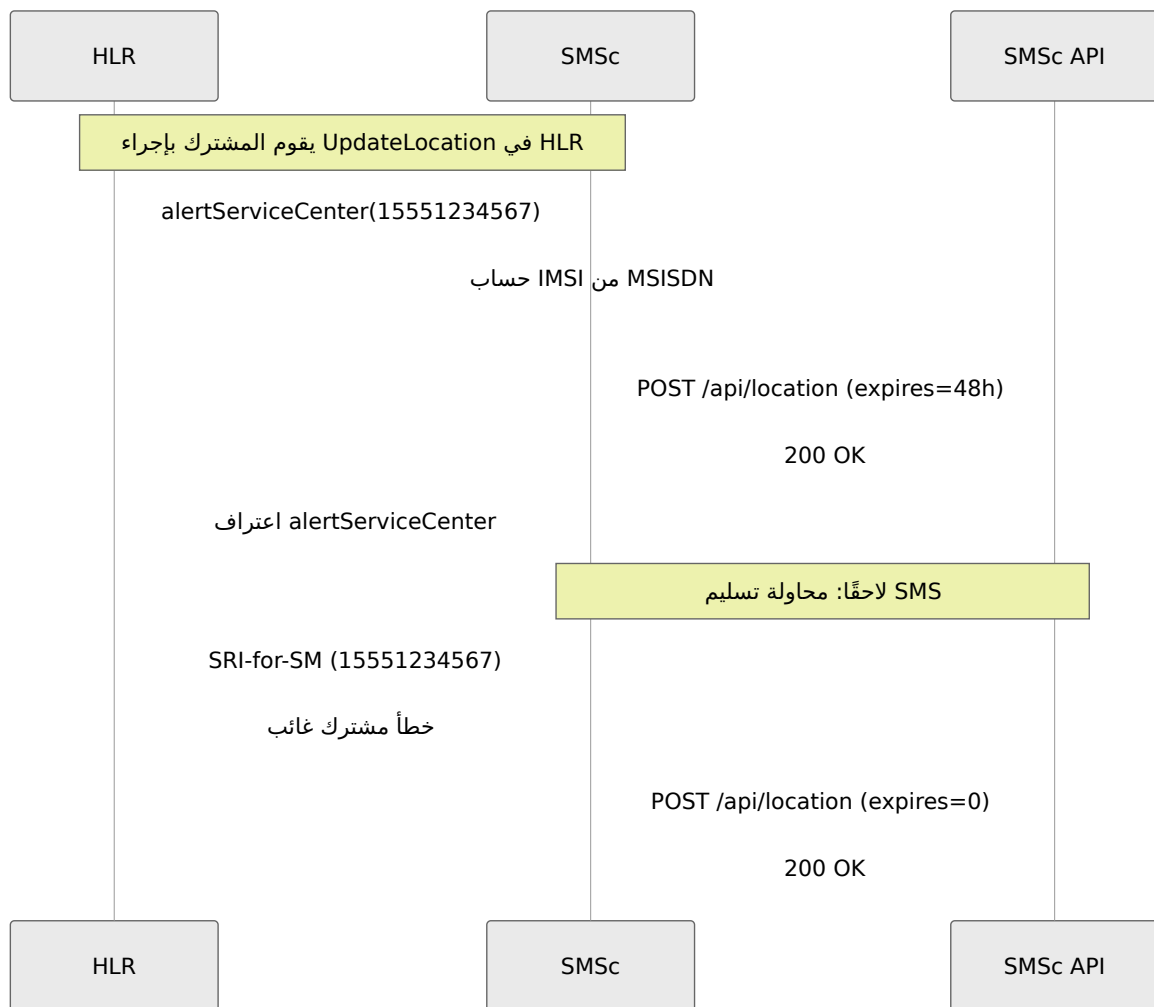 HLR
SMSc
SMSc API
يقوم المشترك بإجراء UpdateLocation في HLR
alertServiceCenter(15551234567)
حساب IMSI من MSISDN
POST /api/location (expires=48h)
200 OK
اعتراف alertServiceCenter
لاحقًا: محاولة تسليم SMS
SRI-for-SM (15551234567)
خطأ مشترك غائب
POST /api/location (expires=0)
200 OK
HLR
SMSc
SMSc API